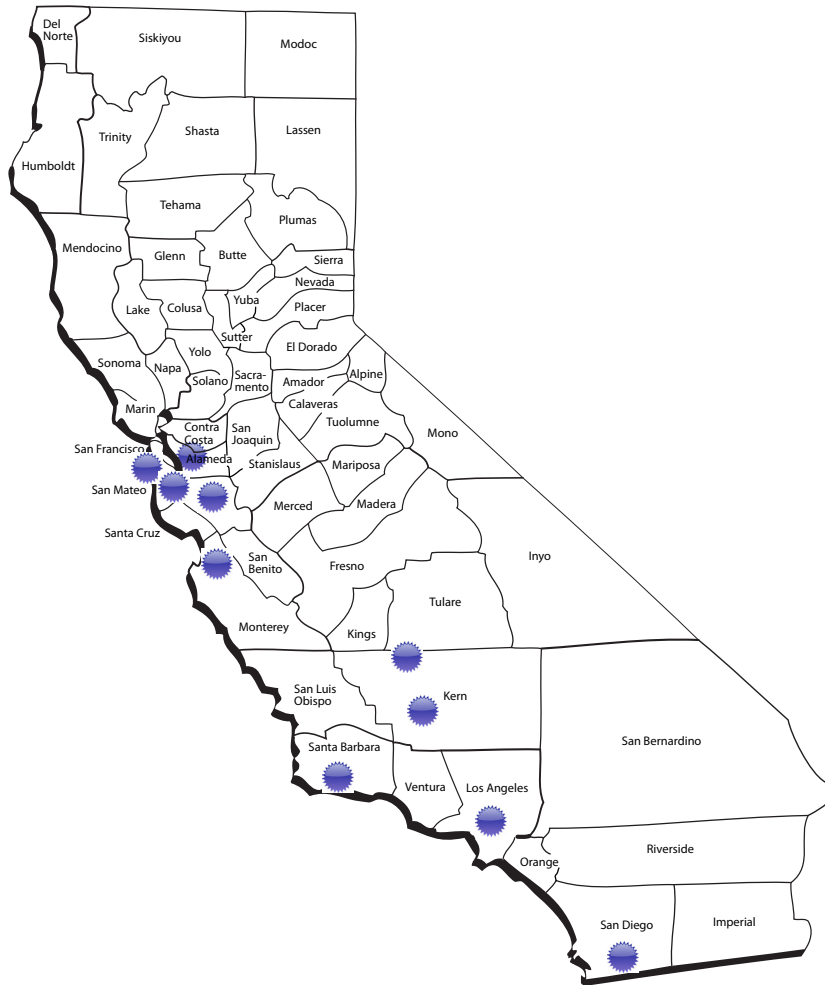 Del
Norte
Siskiyou
Modoc
Trinity
Shasta
Lassen
Humboldt
Tehama
Plumas
Mendocino
Glenn
Butte
Sierra
Nevada
Lake
Colusa
Yuba
Placer
Sutter
El Dorado
Sonoma
Napa
Yolo
Solano
Sacra-
mento
Amador
Alpine
Calaveras
Marin
Tuolumne
Contra
Costa
San
Joaquin
Mono
San Francisco
Alameda
Stanislaus
Mariposa
San Mateo
Merced
Madera
Santa Cruz
San
Benito
Fresno
Inyo
Tulare
Monterey
Kings
San Luis
Obispo
Kern
San Bernardino
Santa Barbara
Ventura
Los Angeles
Orange
Riverside
San Diego
Imperial